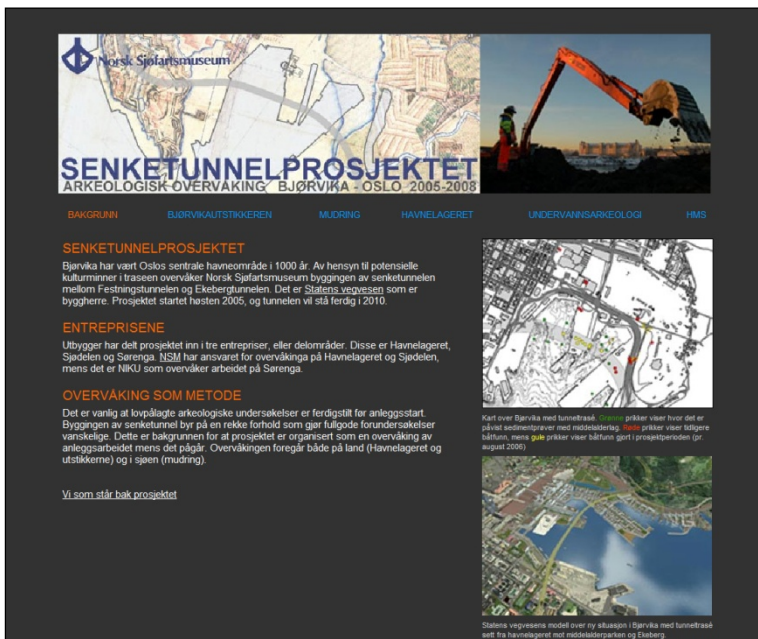 Norsk Sjøfartsmuseum
SENKETUNNELPROSJEKTET
ARKEOLOGISK OVERVÅKING BJØRVIKA - OSLO 2005-2008
BAKGRUNN BJØRVIKAUTSTIKKEREN MUDRING HAVNELAGERET UNDERVANNSARKEOLOGI HMS
SENKETUNNELPROSJEKTET
Bjørvika har vært Oslos sentrale havneområde i 1000 år. Av hensyn til potensielle
kulturminner i traseen overvåker Norsk Sjøfartsmuseum byggingen av senketunnelen
mellom Festningstunnelen og Ekebergtunnelen. Det er Statens vegvesen som er
byggherre. Prosjektet startet høsten 2005, og tunnelen vil stå ferdig i 2010.
ENTREPRISENE
Utbygger har delt prosjektet inn i tre entrepriser, eller delområder. Disse er Havnelageret,
Sjødelen og Sørenga. NSM har ansvaret for overvåkinga på Havnelageret og Sjødelen,
mens det er NIKU som overvåker arbeidet på Sørenga.
OVERVÅKING SOM METODE
Det er vanlig at lovpålagte arkeologiske undersøkelser er ferdigstilt før anleggsstart.
Byggingen av senketunnel byr på en rekke forhold som gjør fullgode forundersøkelser
vanskelige. Dette er bakgrunnen for at prosjektet er organisert som en overvåking av
anleggsarbeidet mens det pågår. Overvåkingen foregår både på land (Havnelageret og
utstikkerne) og i sjøen (mudring).
Vi som står bak prosjektet
Kart over Bjørvika med tunneltrasé. Grønne prikker viser hvor det er
påvist sedimentprøver med middelalderlag. Røde prikker viser tidligere
båtfunn, mens gule prikker viser båtfunn gjort i prosjektperioden (pr.
august 2006)
Statens vegvesens modell over ny situasjon i Bjørvika med tunneltrasé
sett fra havnelageret mot middelalderparken og Ekeberg.